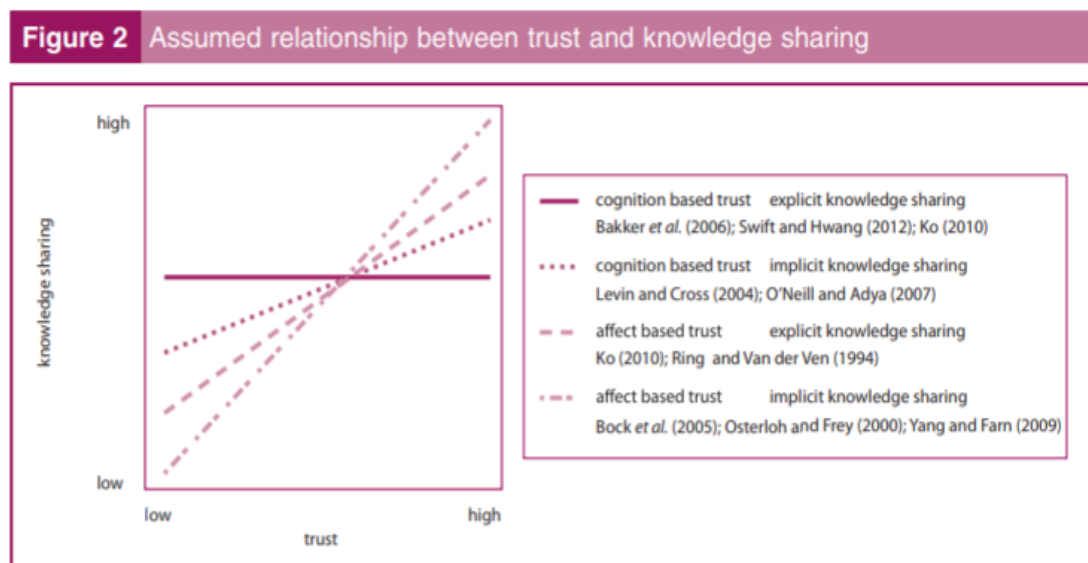 Figure 2 Assumed relationship between trust and knowledge sharing
high
knowledge sharing
low
low high
trust
cognition based trust explicit knowledge sharing
Bakker et al. (2006); Swift and Hwang (2012); Ko (2010)
cognition based trust implicit knowledge sharing
Levin and Cross (2004); O'Neill and Adya (2007)
affect based trust explicit knowledge sharing
Ko (2010); Ring and Van der Ven (1994)
affect based trust implicit knowledge sharing
Bock et al. (2005); Osterloh and Frey (2000); Yang and Farn (2009)